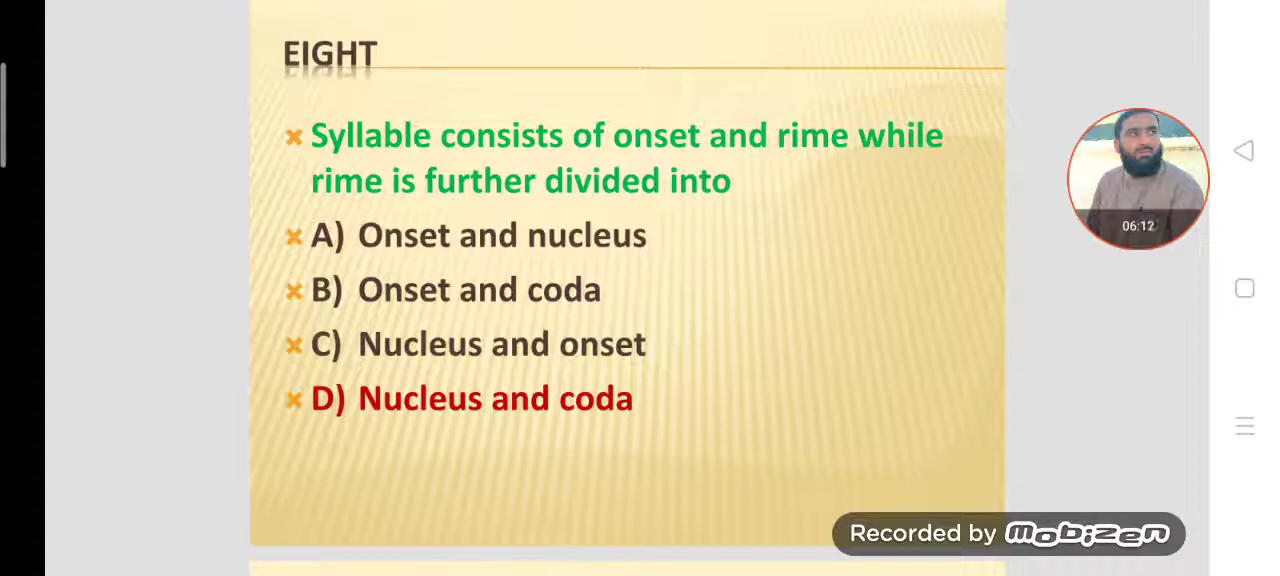 EIGHT
Syllable consists of onset and rime while
rime is further divided into
A) Onset and nucleus
B) Onset and coda
C) Nucleus and onset
D) Nucleus and coda
06:12
Recorded by mobizen